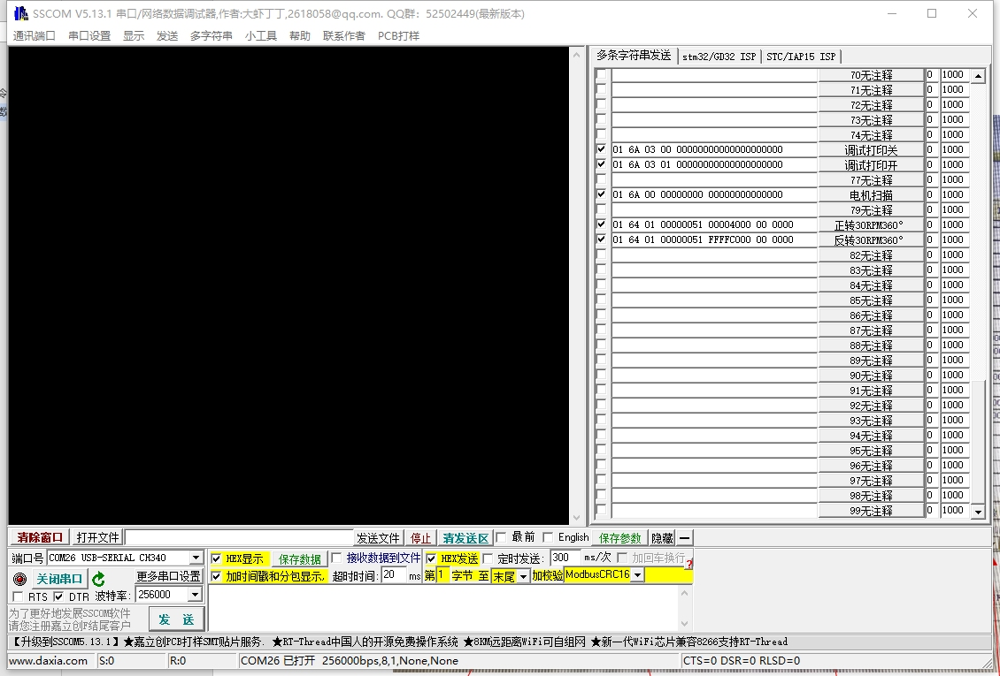 SSCOM V5.13.1 串口/网络数据调试器,作者:大虾丁丁,2618058@qq.com. QQ群: 52502449(最新版本)
通讯端口 串口设置 显示 发送 多字符串 小工具 帮助 联系作者 PCB打样
多条字符串发送 stm32/GD32 ISP STC/IAP15 ISP
70无注释 0 1000
71无注释 0 1000
72无注释 0 1000
73无注释 0 1000
74无注释 0 1000
01 6A 03 00 00000000000000000000 调试打印关 0 1000
01 6A 03 01 00000000000000000000 调试打印开 0 1000
77无注释 0 1000
01 6A 00 00000000 00000000000000 电机扫描 0 1000
79无注释 0 1000
01 64 01 00000051 00004000 00 0000 正转30RPM360° 0 1000
01 64 01 00000051 FFFFC000 00 0000 反转30RPM360° 0 1000
82无注释 0 1000
83无注释 0 1000
84无注释 0 1000
85无注释 0 1000
86无注释 0 1000
87无注释 0 1000
88无注释 0 1000
89无注释 0 1000
90无注释 0 1000
91无注释 0 1000
92无注释 0 1000
93无注释 0 1000
94无注释 0 1000
95无注释 0 1000
96无注释 0 1000
97无注释 0 1000
98无注释 0 1000
99无注释 0 1000
清除窗口 打开文件 发送文件 停止 清发送区 最前 English 保存参数 隐藏
端口号 COM26 USB-SERIAL CH340 HEX显示 保存数据 接收数据到文件 HEX发送 定时发送: 300 ms/次 加回车换行 ?
关闭串口 更多串口设置 加时间戳和分包显示, 超时时间: 20 ms 第 1 字节 至 末尾 加校验 ModbusCRC16
RTS DTR 波特率: 256000
为了更好地发展SSCOM软件
请您注册嘉立创F结尾客户
发 送
【升级到SSCOM5.13.1】★嘉立创PCB打样SMT贴片服务. ★RT-Thread中国人的开源免费操作系统 ★8KM远距离WiFi可自组网 ★新一代WiFi芯片兼容8266支持RT-Thread
www.daxia.com S:0 R:0 COM26 已打开 256000bps,8,1,None,None CTS=0 DSR=0 RLSD=0